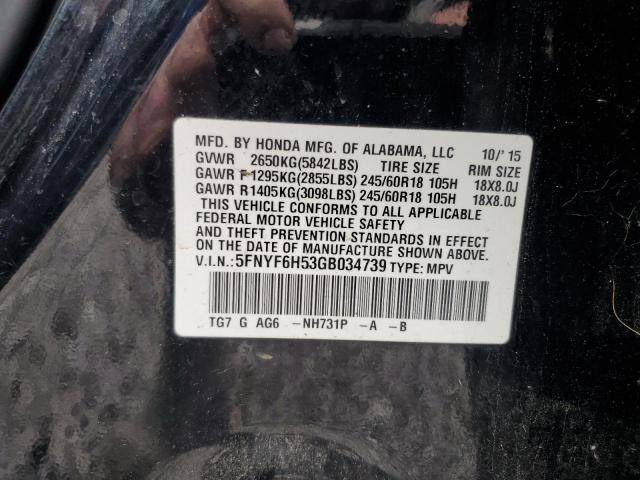 MFD. BY HONDA MFG. OF ALABAMA, LLC 10/'15
GVWR 2650KG(5842LBS) TIRE SIZE RIM SIZE
GAWR F 1295KG(2855LBS) 245/60R18 105H 18X8.0J
GAWR R1405KG(3098LBS) 245/60R18 105H 18X8.0J
THIS VEHICLE CONFORMS TO ALL APPLICABLE
FEDERAL MOTOR VEHICLE SAFETY
AND THEFT PREVENTION STANDARDS IN EFFECT
ON THE DATE OF MANUFACTURE SHOWN ABOVE.
V.I.N.:5FNYF6H53GB034739 TYPE: MPV
TG7 G AG6 -NH731P -A -B